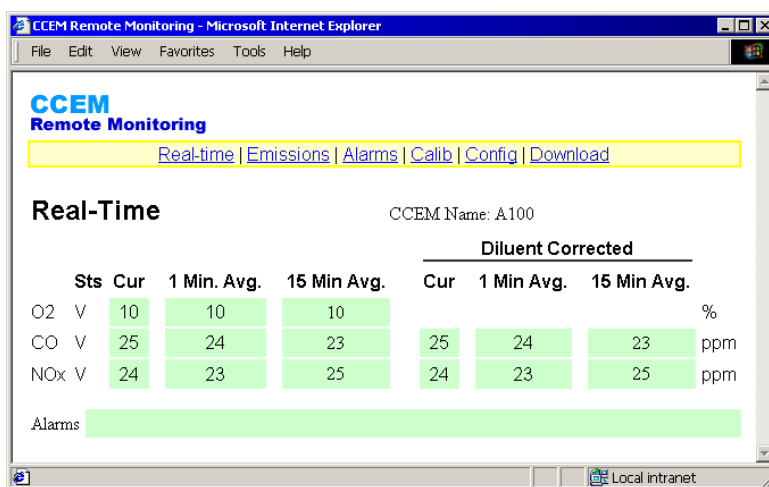 CCEM Remote Monitoring - Microsoft Internet Explorer
File Edit View Favorites Tools Help
CCEM
Remote Monitoring
Real-time | Emissions | Alarms | Calib | Config | Download
Real-Time CCEM Name: A100
Diluent Corrected
Sts Cur 1 Min. Avg. 15 Min Avg. Cur 1 Min Avg. 15 Min Avg.
O2 V 10 10 10 %
CO V 25 24 23 25 24 23 ppm
NOx V 24 23 25 24 23 25 ppm
Alarms
Local intranet